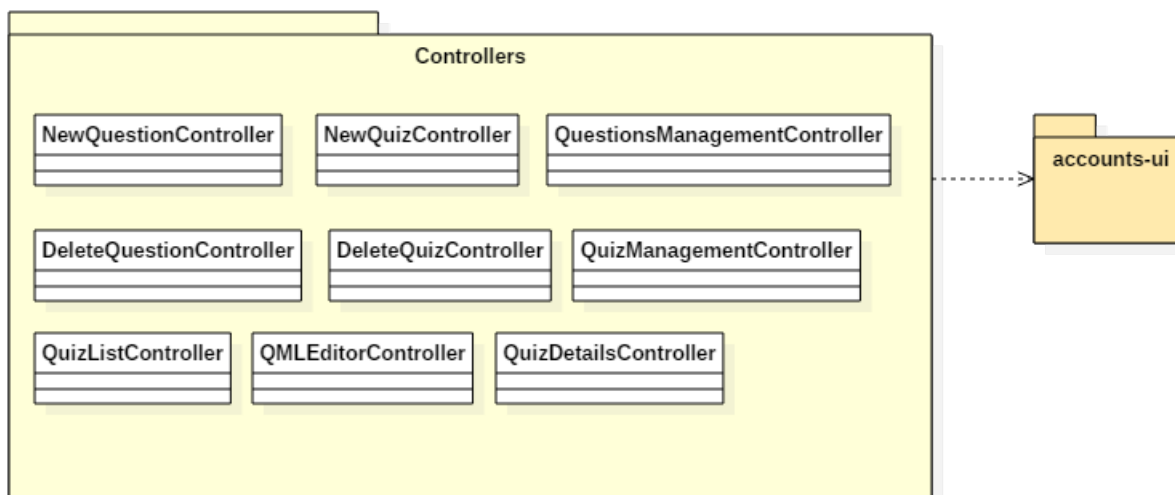 Controllers
NewQuestionController
NewQuizController
QuestionsManagementController
accounts-ui
DeleteQuestionController
DeleteQuizController
QuizManagementController
QuizListController
QMLEditorController
QuizDetailsController